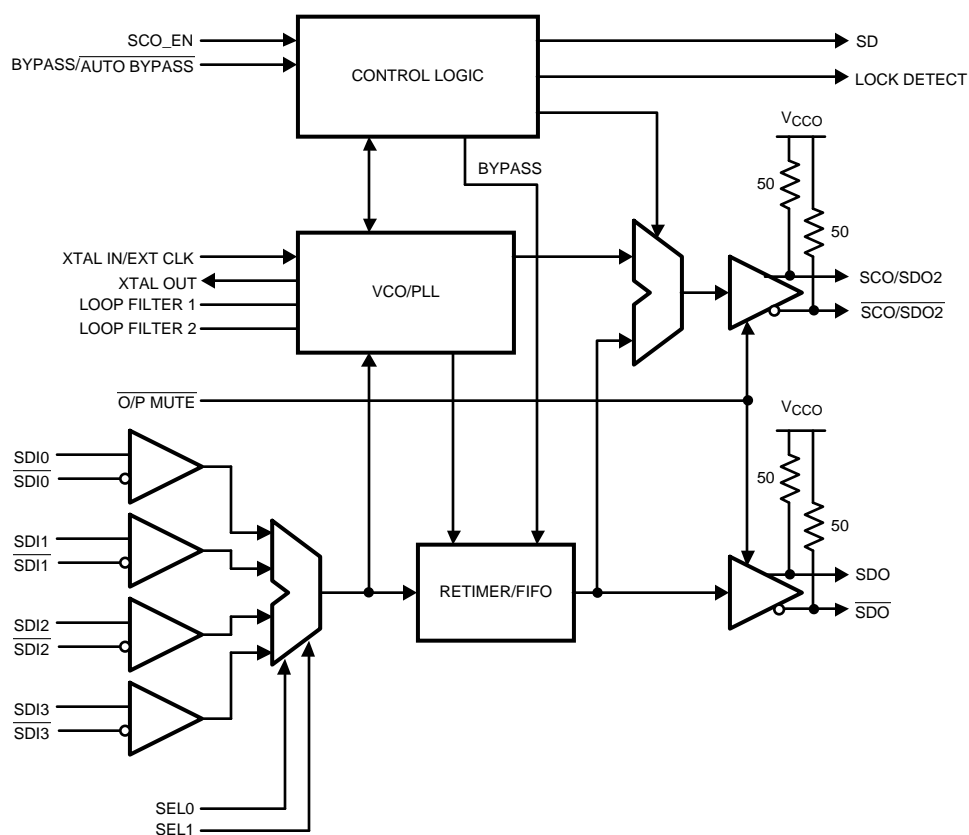 SCO_EN
SD
BYPASS/AUTO BYPASS
CONTROL LOGIC
LOCK DETECT
VCCO
BYPASS
50
50
XTAL IN/EXT CLK
XTAL OUT
VCO/PLL
SCO/SDO2
LOOP FILTER 1
SCO/SDO2
LOOP FILTER 2
O/P MUTE
VCCO
SDI0
SDI0
50
50
SDI1
SDI1
SDO
RETIMER/FIFO
SDO
SDI2
SDI2
SDI3
SDI3
SEL0
SEL1